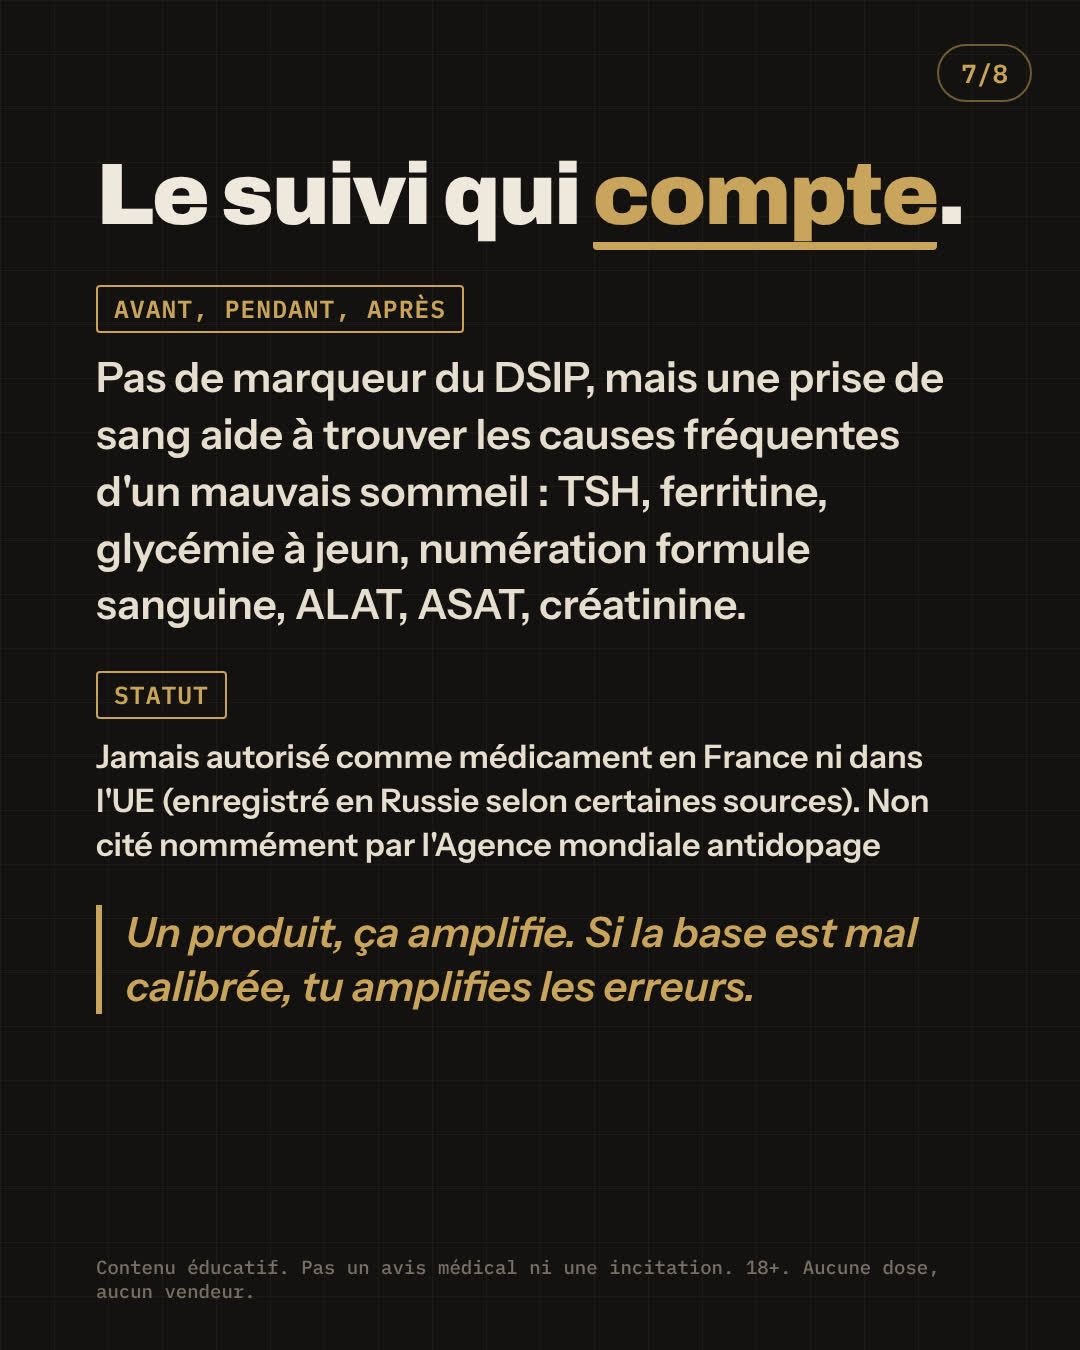 7/8
Le suivi qui compte.
AVANT, PENDANT, APRÈS
Pas de marqueur du DSIP, mais une prise de
sang aide à trouver les causes fréquentes
d'un mauvais sommeil : TSH, ferritine,
glycémie à jeun, numération formule
sanguine, ALAT, ASAT, créatinine.
STATUT
Jamais autorisé comme médicament en France ni dans
l'UE (enregistré en Russie selon certaines sources). Non
cité nommément par l'Agence mondiale antidopage
Un produit, ça amplifie. Si la base est mal
calibrée, tu amplifies les erreurs.
Contenu éducatif. Pas un avis médical ni une incitation. 18+. Aucune dose,
aucun vendeur.